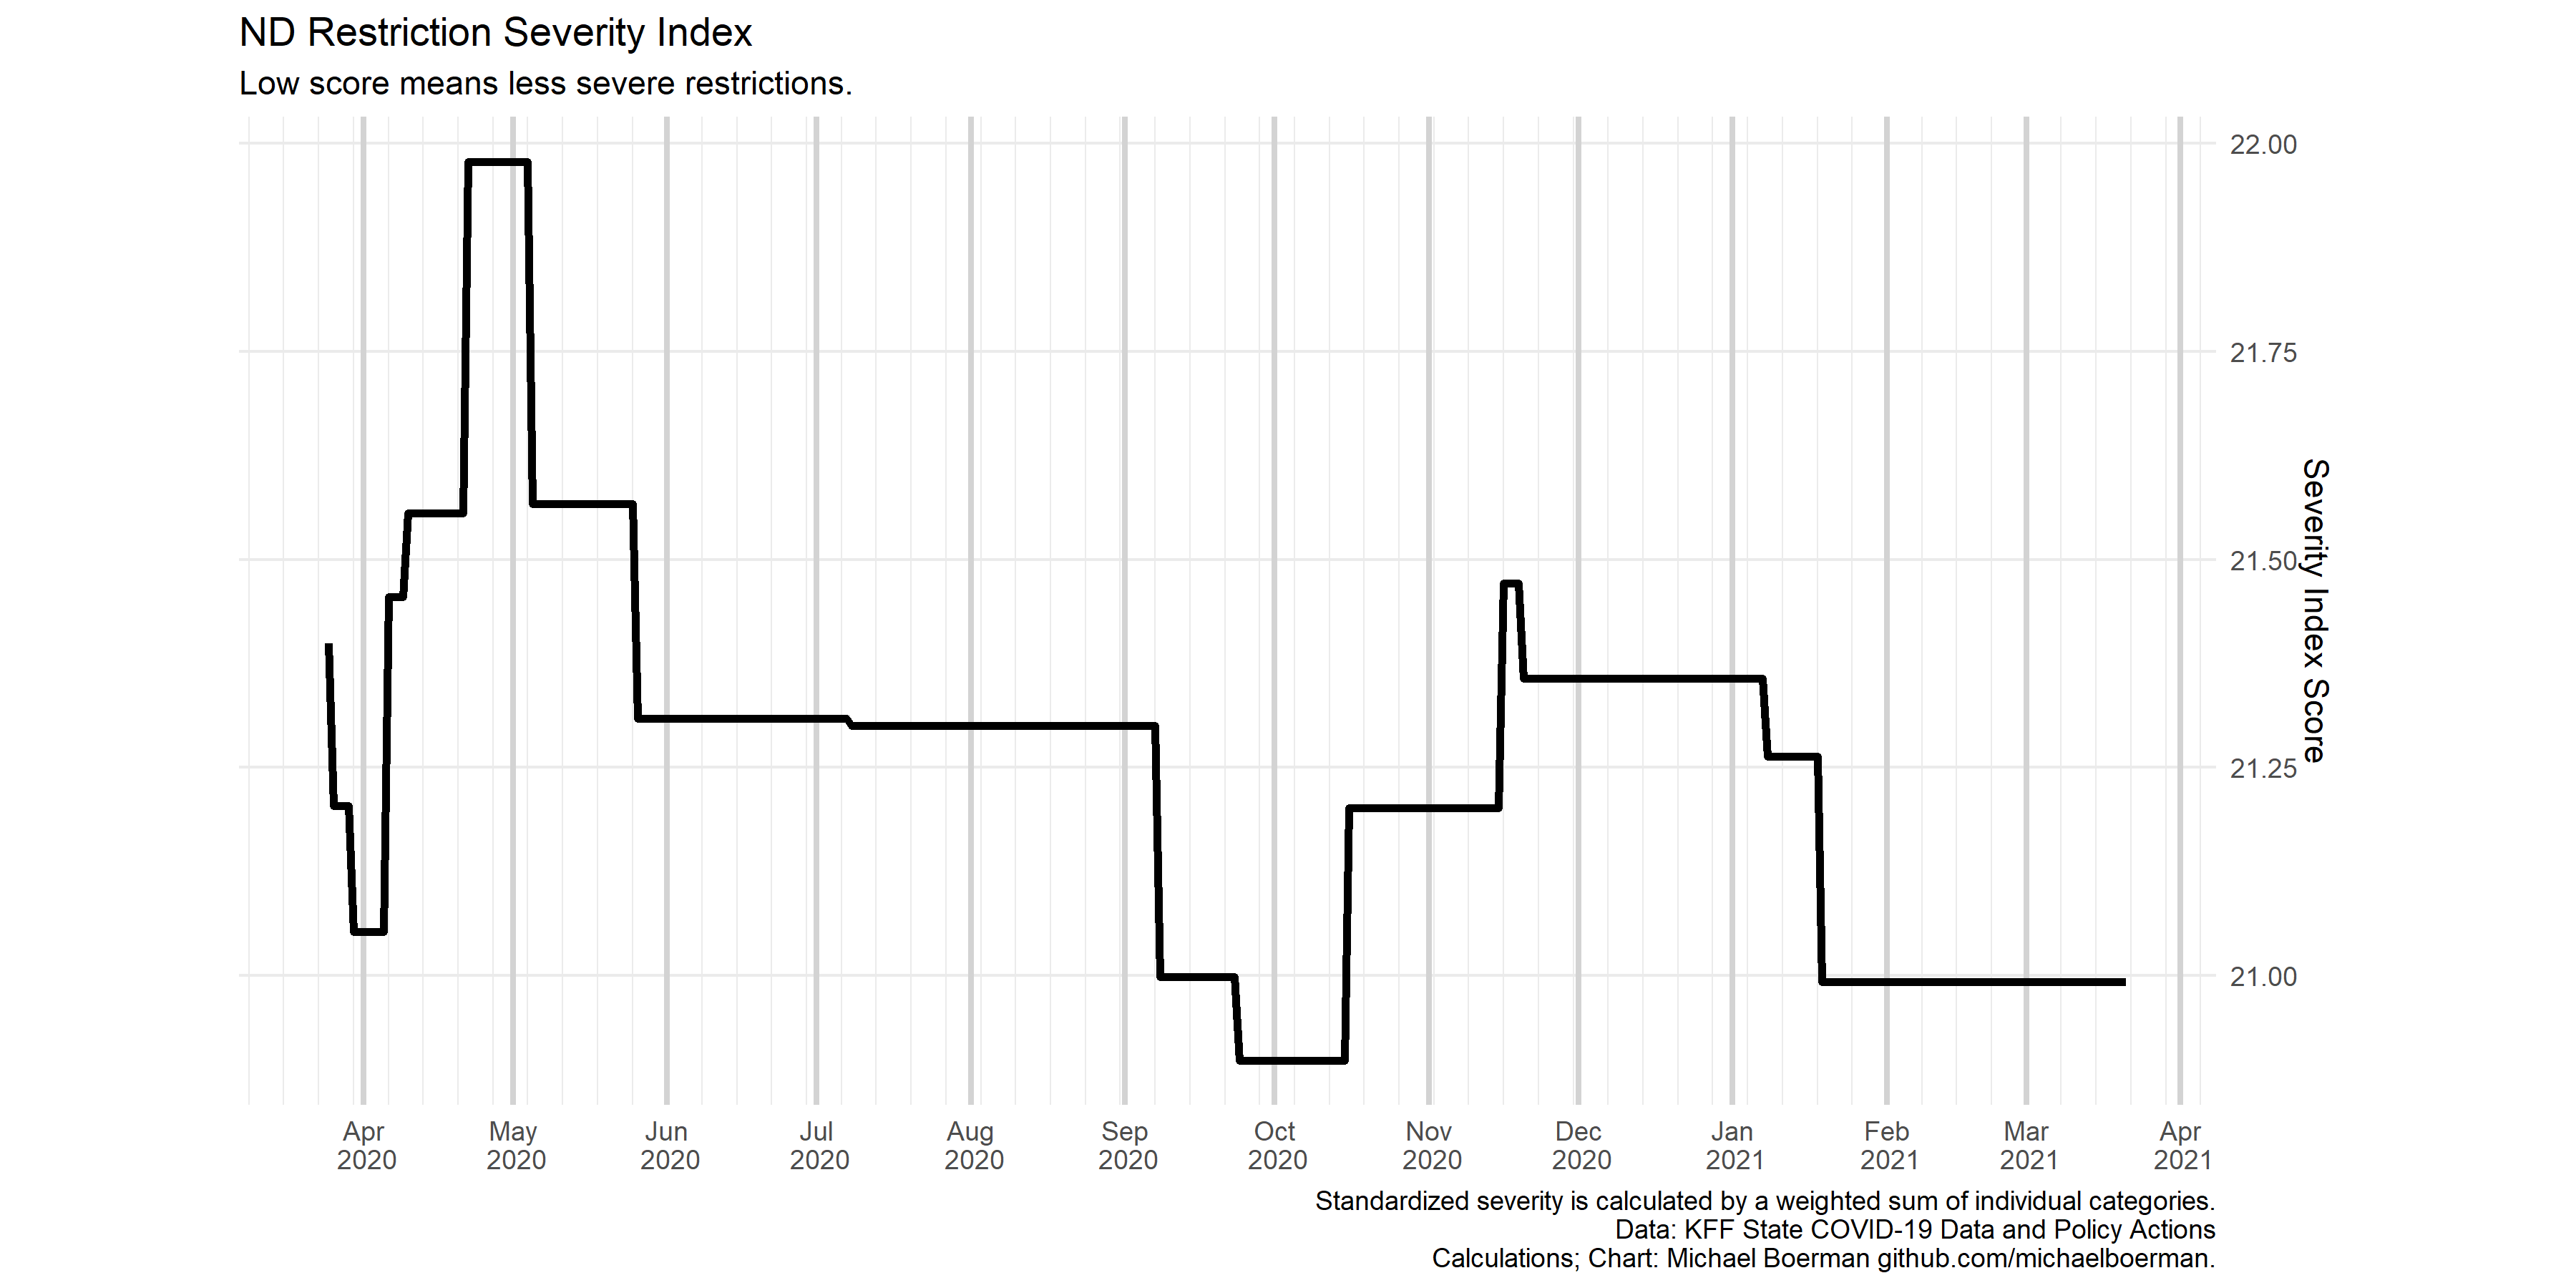 ND Restriction Severity Index
Low score means less severe restrictions.
22.00
21.75
21.50
21.25
21.00
Severity Index Score
Apr 2020
May 2020
Jun 2020
Jul 2020
Aug 2020
Sep 2020
Oct 2020
Nov 2020
Dec 2020
Jan 2021
Feb 2021
Mar 2021
Apr 2021
Standardized severity is calculated by a weighted sum of individual categories.
Data: KFF State COVID-19 Data and Policy Actions
Calculations; Chart: Michael Boerman github.com/michaelboerman.